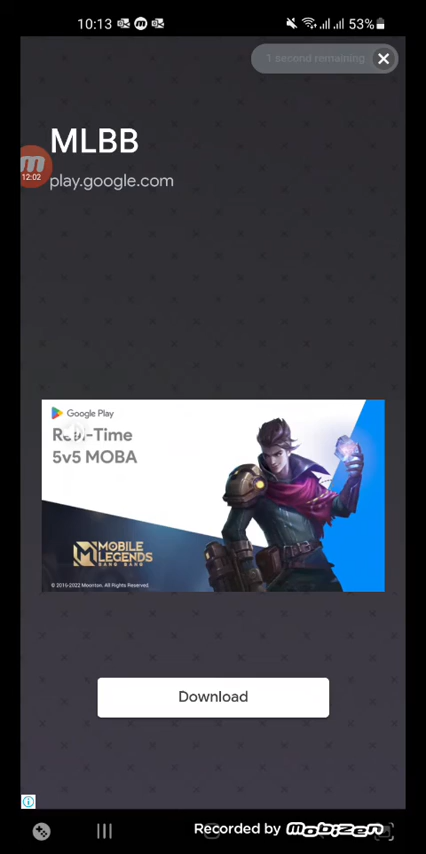 10:13
53%
1 second remaining
MLBB
12:02
play.google.com
Google Play
Real-Time
5v5 MOBA
MOBILE
LEGENDS
BANG BANG
© 2016-2022 Moonton. All Rights Reserved.
Download
Recorded by Mobizen